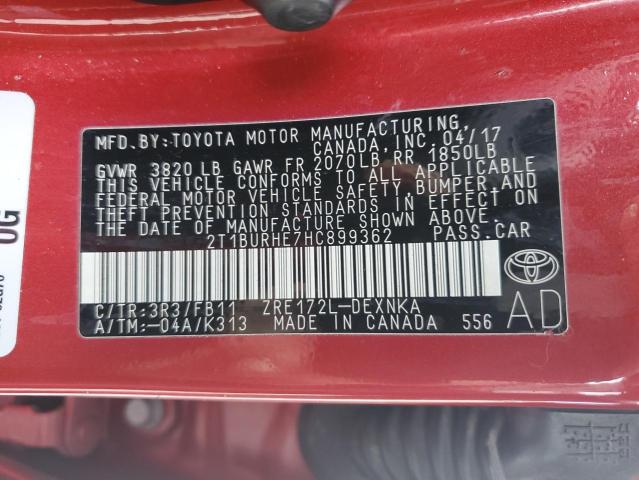 MFD. BY: TOYOTA MOTOR MANUFACTURING,
CANADA, INC. 04/17
GVWR 3820 LB GAWR FR 2070LB, RR 1850LB
THIS VEHICLE CONFORMS TO ALL APPLICABLE
FEDERAL MOTOR VEHICLE SAFETY, BUMPER, AND
THEFT PREVENTION STANDARDS IN EFFECT ON
THE DATE OF MANUFACTURE SHOWN ABOVE.
2T1BURHE7HC899362 PASS.CAR
C/TR:3R3/FB11 ZRE172L-DEXNKA
A/TM:-04A/K313 MADE IN CANADA 556
AD